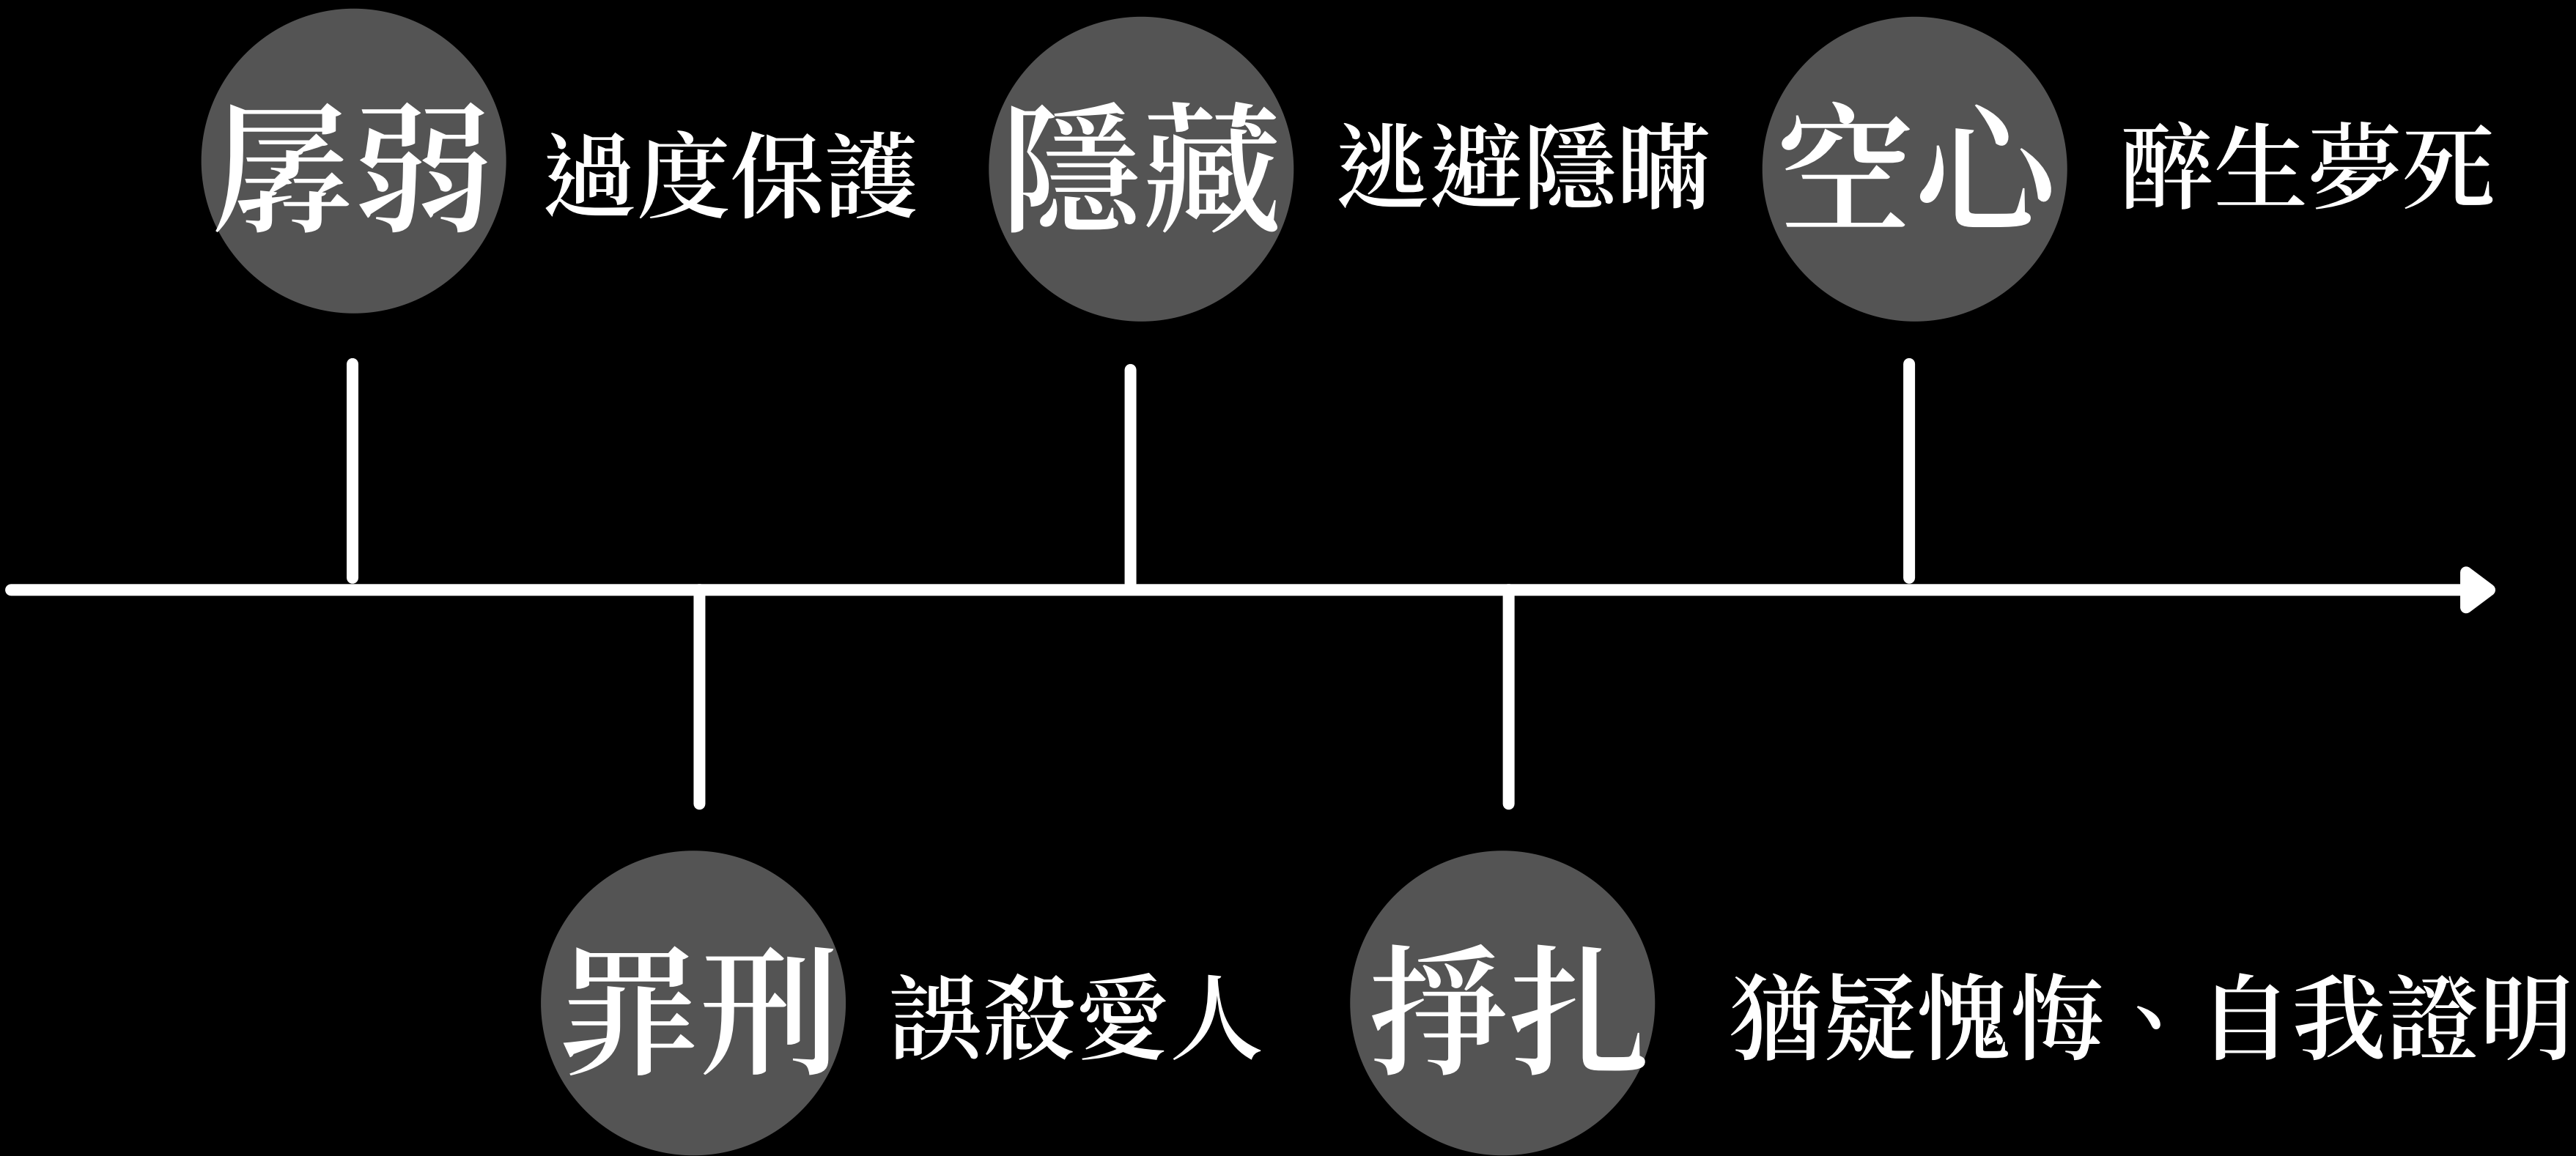 孱弱
過度保護
隱藏
逃避隱瞞
空心
醉生夢死
罪刑
誤殺愛人
掙扎
猶疑愧悔、自我證明